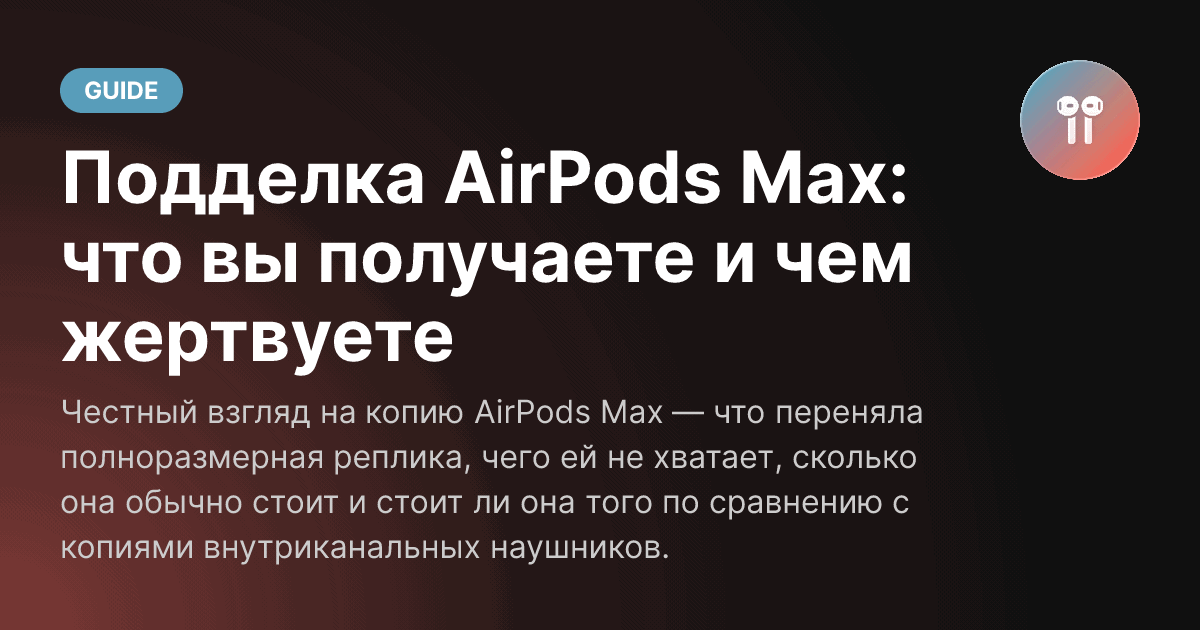 GUIDE
Подделка AirPods Max:
что вы получаете и чем
жертвуете
Честный взгляд на копию AirPods Max — что переняла
полноразмерная реплика, чего ей не хватает, сколько
она обычно стоит и стоит ли она того по сравнению с
копиями внутриканальных наушников.